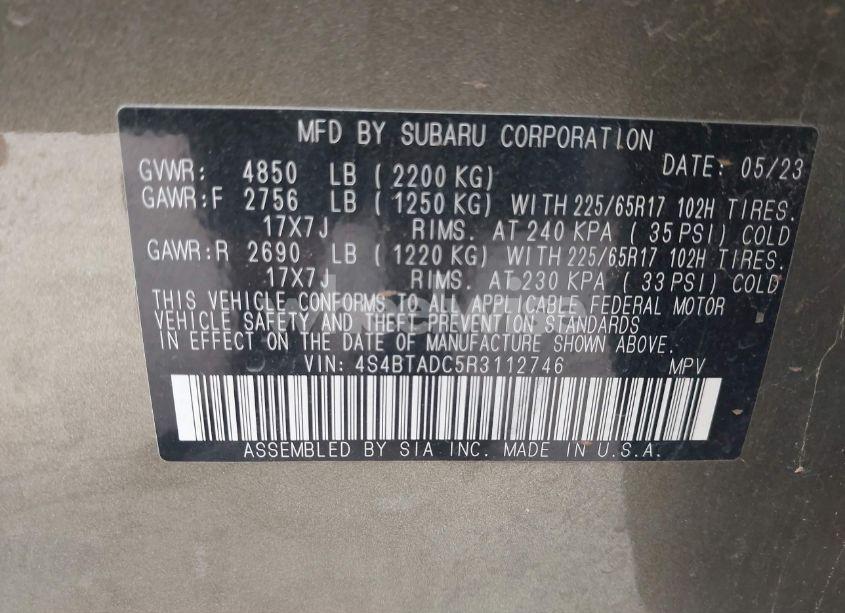 MFD BY SUBARU CORPORATION
GVWR: 4850 LB ( 2200 KG) DATE: 05/23
GAWR:F 2756 LB ( 1250 KG) WITH 225/65R17 102H TIRES.
17X7J RIMS. AT 240 KPA ( 35 PSI) COLD
GAWR:R 2690 LB ( 1220 KG) WITH 225/65R17 102H TIRES.
17X7J RIMS. AT 230 KPA ( 33 PSI) COLD
THIS VEHICLE CONFORMS TO ALL APPLICABLE FEDERAL MOTOR
VEHICLE SAFETY AND THEFT PREVENTION STANDARDS
IN EFFECT ON THE DATE OF MANUFACTURE SHOWN ABOVE.
VIN: 4S4BTADC5R3112746 MPV
ASSEMBLED BY SIA INC. MADE IN U.S.A.